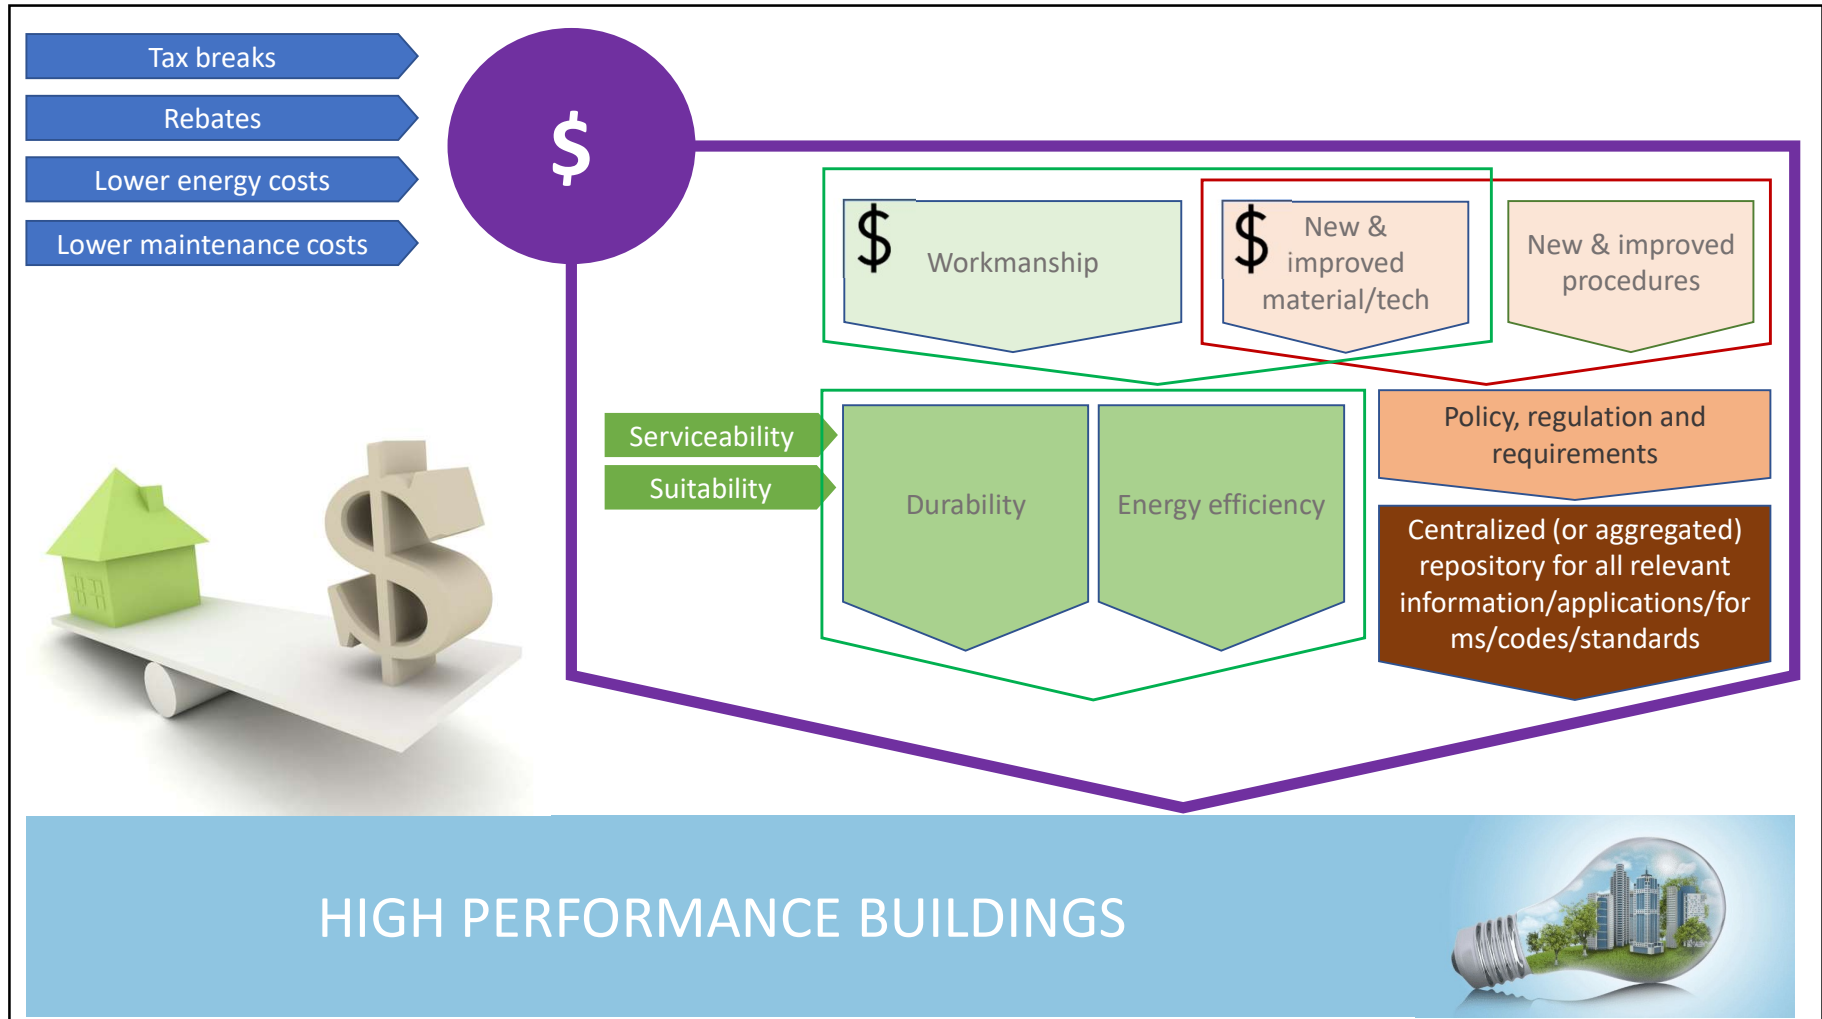 Tax breaks
Rebates
Lower energy costs
Lower maintenance costs
$
$
Workmanship
$
New &
improved
material/tech
New & improved
procedures
Serviceability
Suitability
Durability
Energy efficiency
Policy, regulation and
requirements
Centralized (or aggregated)
repository for all relevant
information/applications/for
ms/codes/standards
HIGH PERFORMANCE BUILDINGS